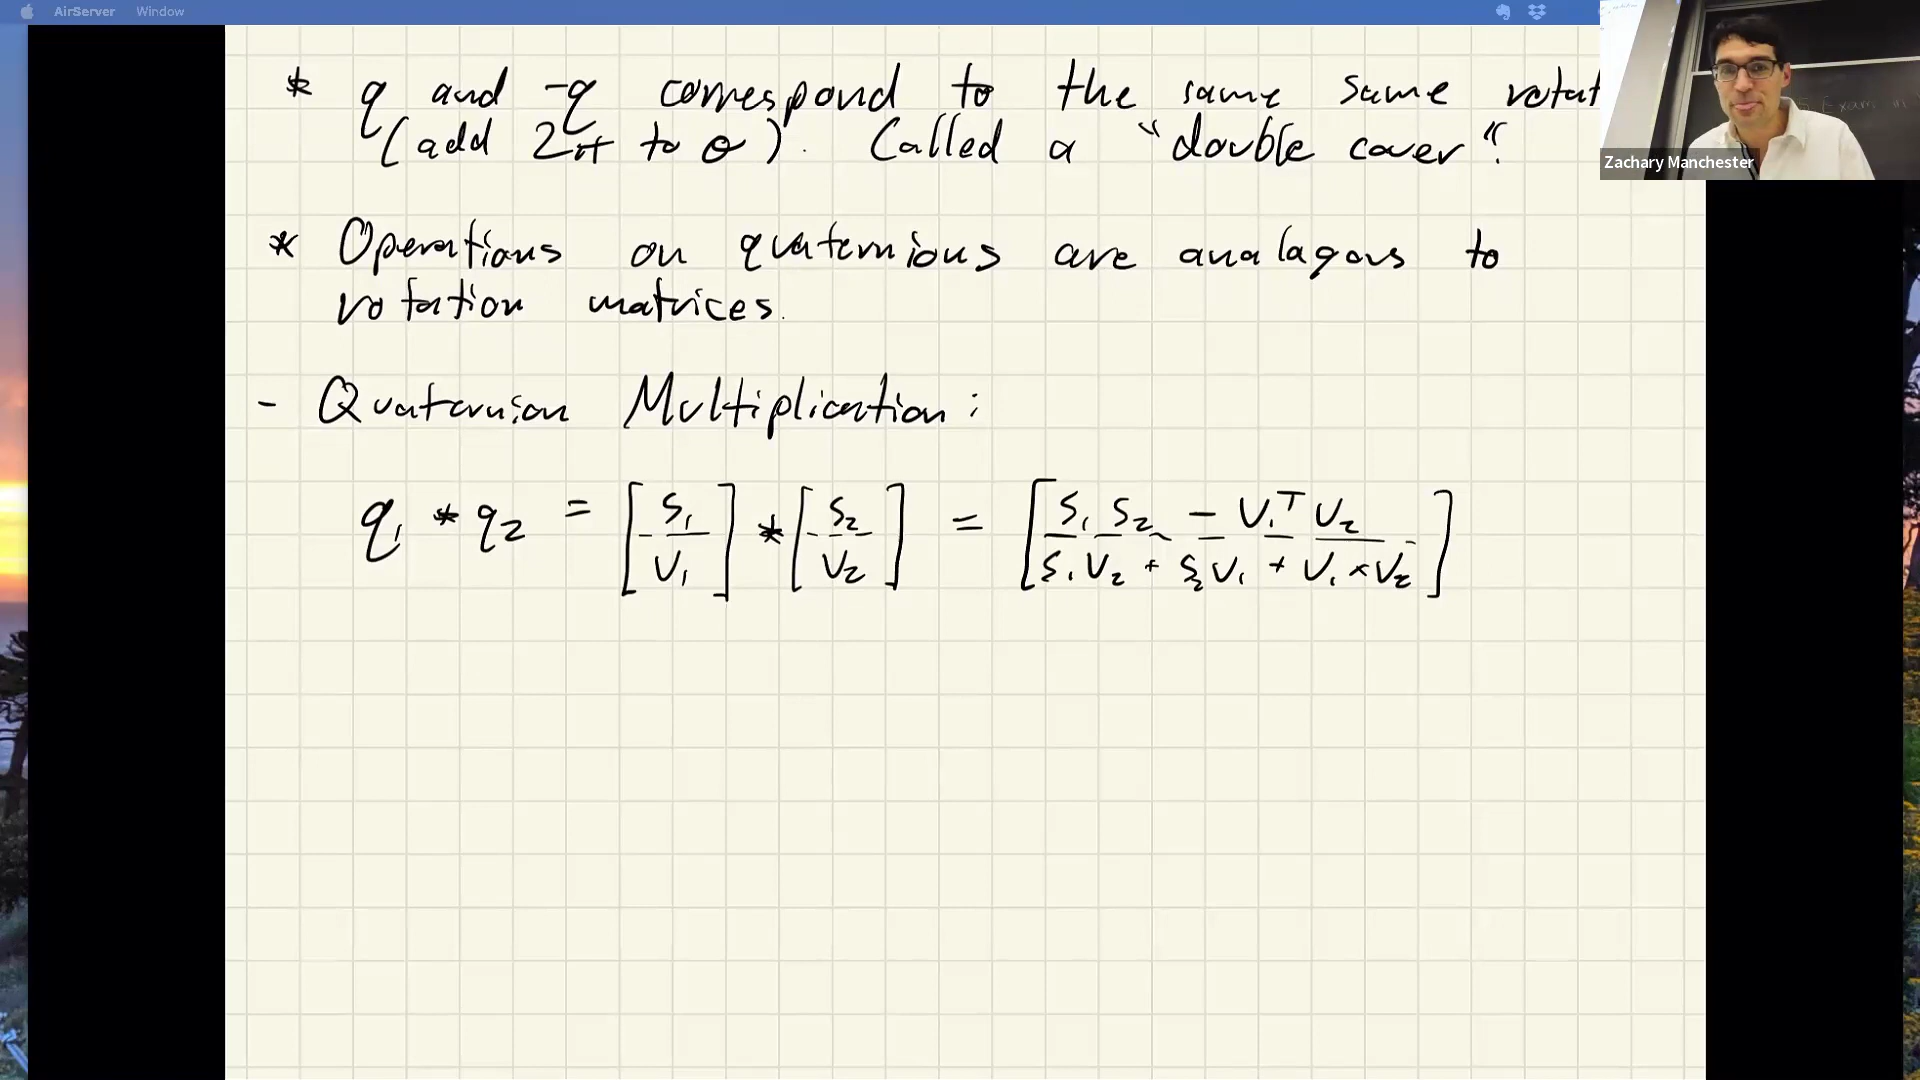 AirServer Window
* q and -q correspond to the same same rotat
(add 2π to θ). Called a "double cover".
Zachary Manchester
* Operations on quaternions are analagous to
rotation matrices.
- Quaternion Multiplication:
q₁ * q₂ = [s₁ / v₁] * [s₂ / v₂] = [s₁ s₂ - v₁ᵀ v₂ / s₁ v₂ + s₂ v₁ + v₁ × v₂]